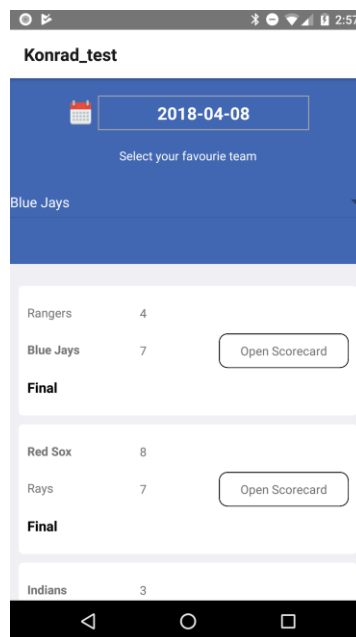 2:57
Konrad_test
2018-04-08
Select your favourie team
Blue Jays
Rangers 4
Blue Jays 7 Open Scorecard
Final
Red Sox 8
Rays 7 Open Scorecard
Final
Indians 3